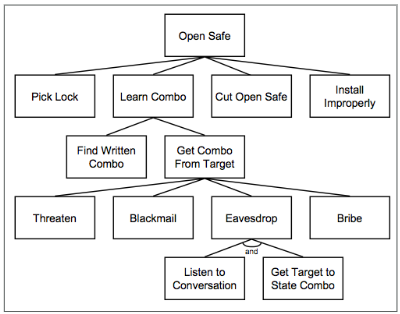 Open Safe
Pick Lock
Learn Combo
Cut Open Safe
Install
Improperly
Find Written
Combo
Get Combo
From Target
Threaten
Blackmail
Eavesdrop
Bribe
and
Listen to
Conversation
Get Target to
State Combo